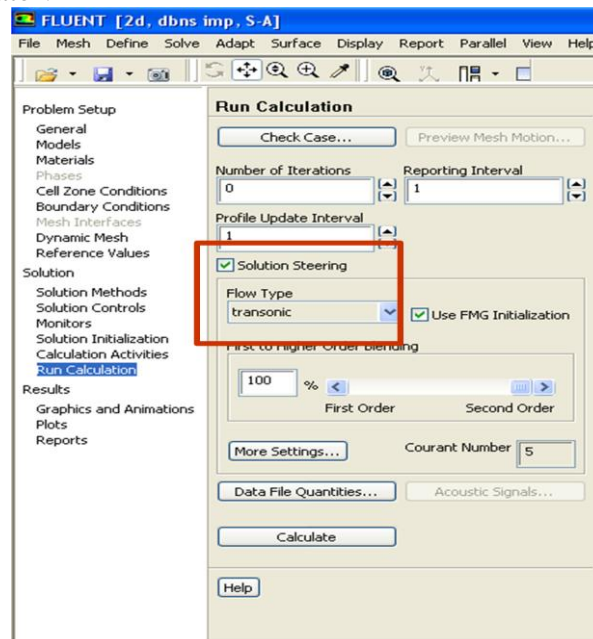 FLUENT [2d, dbns imp, S-A]
File Mesh Define Solve Adapt Surface Display Report Parallel View Help
Problem Setup
General
Models
Materials
Phases
Cell Zone Conditions
Boundary Conditions
Mesh Interfaces
Dynamic Mesh
Reference Values
Solution
Solution Methods
Solution Controls
Monitors
Solution Initialization
Calculation Activities
Run Calculation
Results
Graphics and Animations
Plots
Reports
Run Calculation
Check Case... Preview Mesh Motion...
Number of Iterations Reporting Interval
0 1
Profile Update Interval
1
Solution Steering
Flow Type
transonic Use FMG Initialization
First to Higher Order Blending
100 %
First Order Second Order
More Settings... Courant Number 5
Data File Quantities... Acoustic Signals...
Calculate
Help